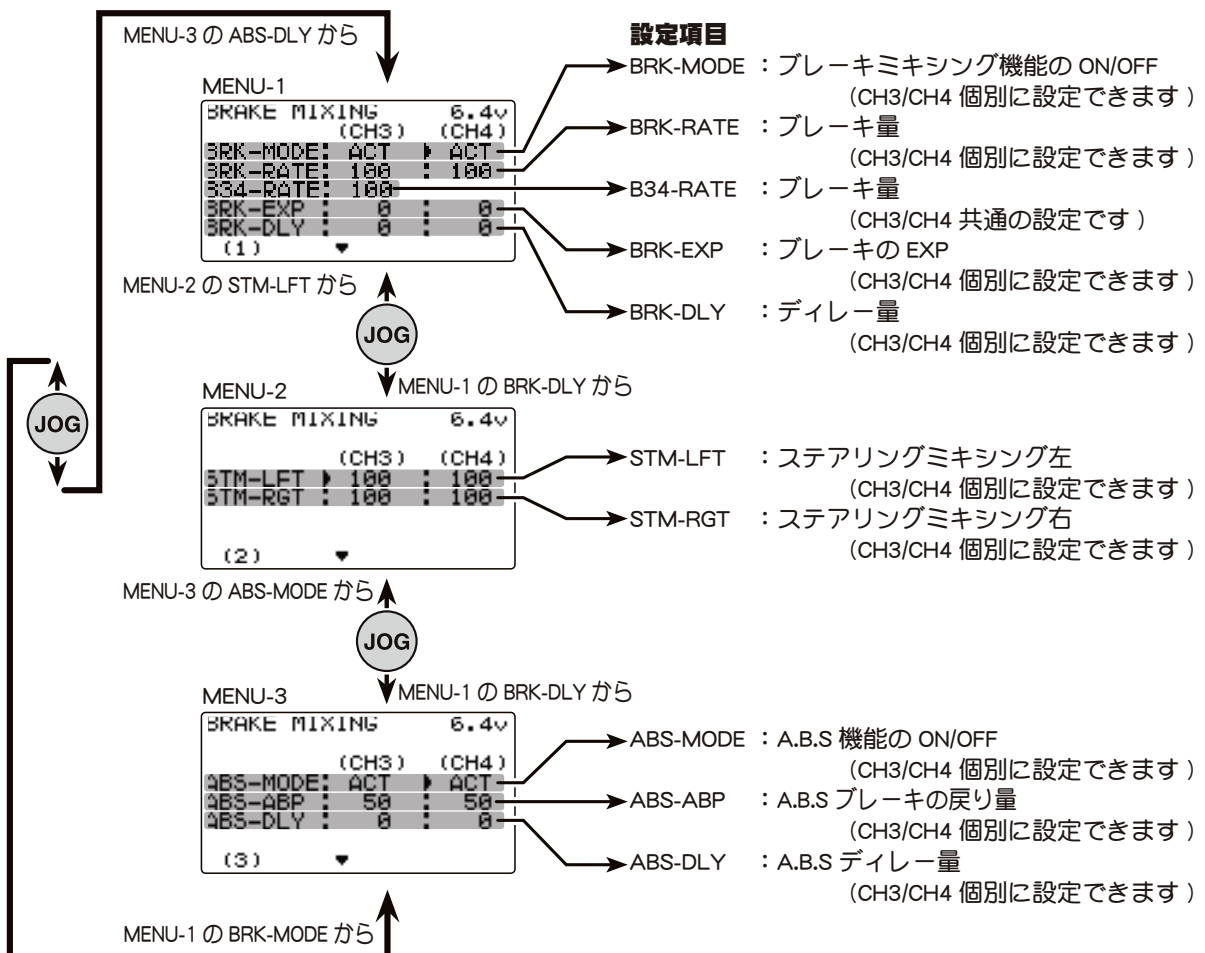 MENU-3 の ABS-DLY から
設定項目
MENU-1
BRAKE MIXING 6.4v
(CH3) (CH4)
BRK-MODE: ACT ▶ ACT
BRK-RATE: 100 : 100
B34-RATE: 100
BRK-EXP : 0 : 0
BRK-DLY : 0 : 0
(1) ▼
BRK-MODE ：ブレーキミキシング機能の ON/OFF
（CH3/CH4 個別に設定できます）
BRK-RATE ：ブレーキ量
（CH3/CH4 個別に設定できます）
B34-RATE ：ブレーキ量
（CH3/CH4 共通の設定です）
BRK-EXP ：ブレーキの EXP
（CH3/CH4 個別に設定できます）
BRK-DLY ：ディレー量
（CH3/CH4 個別に設定できます）
MENU-2 の STM-LFT から
JOG
MENU-1 の BRK-DLY から
JOG
MENU-2
BRAKE MIXING 6.4v
(CH3) (CH4)
STM-LFT ▶ 100 : 100
STM-RGT : 100 : 100
(2) ▼
STM-LFT ：ステアリングミキシング左
（CH3/CH4 個別に設定できます）
STM-RGT ：ステアリングミキシング右
（CH3/CH4 個別に設定できます）
MENU-3 の ABS-MODE から
JOG
MENU-1 の BRK-DLY から
MENU-3
BRAKE MIXING 6.4v
(CH3) (CH4)
ABS-MODE: ACT ▶ ACT
ABS-ABP : 50 : 50
ABS-DLY : 0 : 0
(3) ▼
ABS-MODE ：A.B.S 機能の ON/OFF
（CH3/CH4 個別に設定できます）
ABS-ABP ：A.B.S ブレーキの戻り量
（CH3/CH4 個別に設定できます）
ABS-DLY ：A.B.S ディレー量
（CH3/CH4 個別に設定できます）
MENU-1 の BRK-MODE から